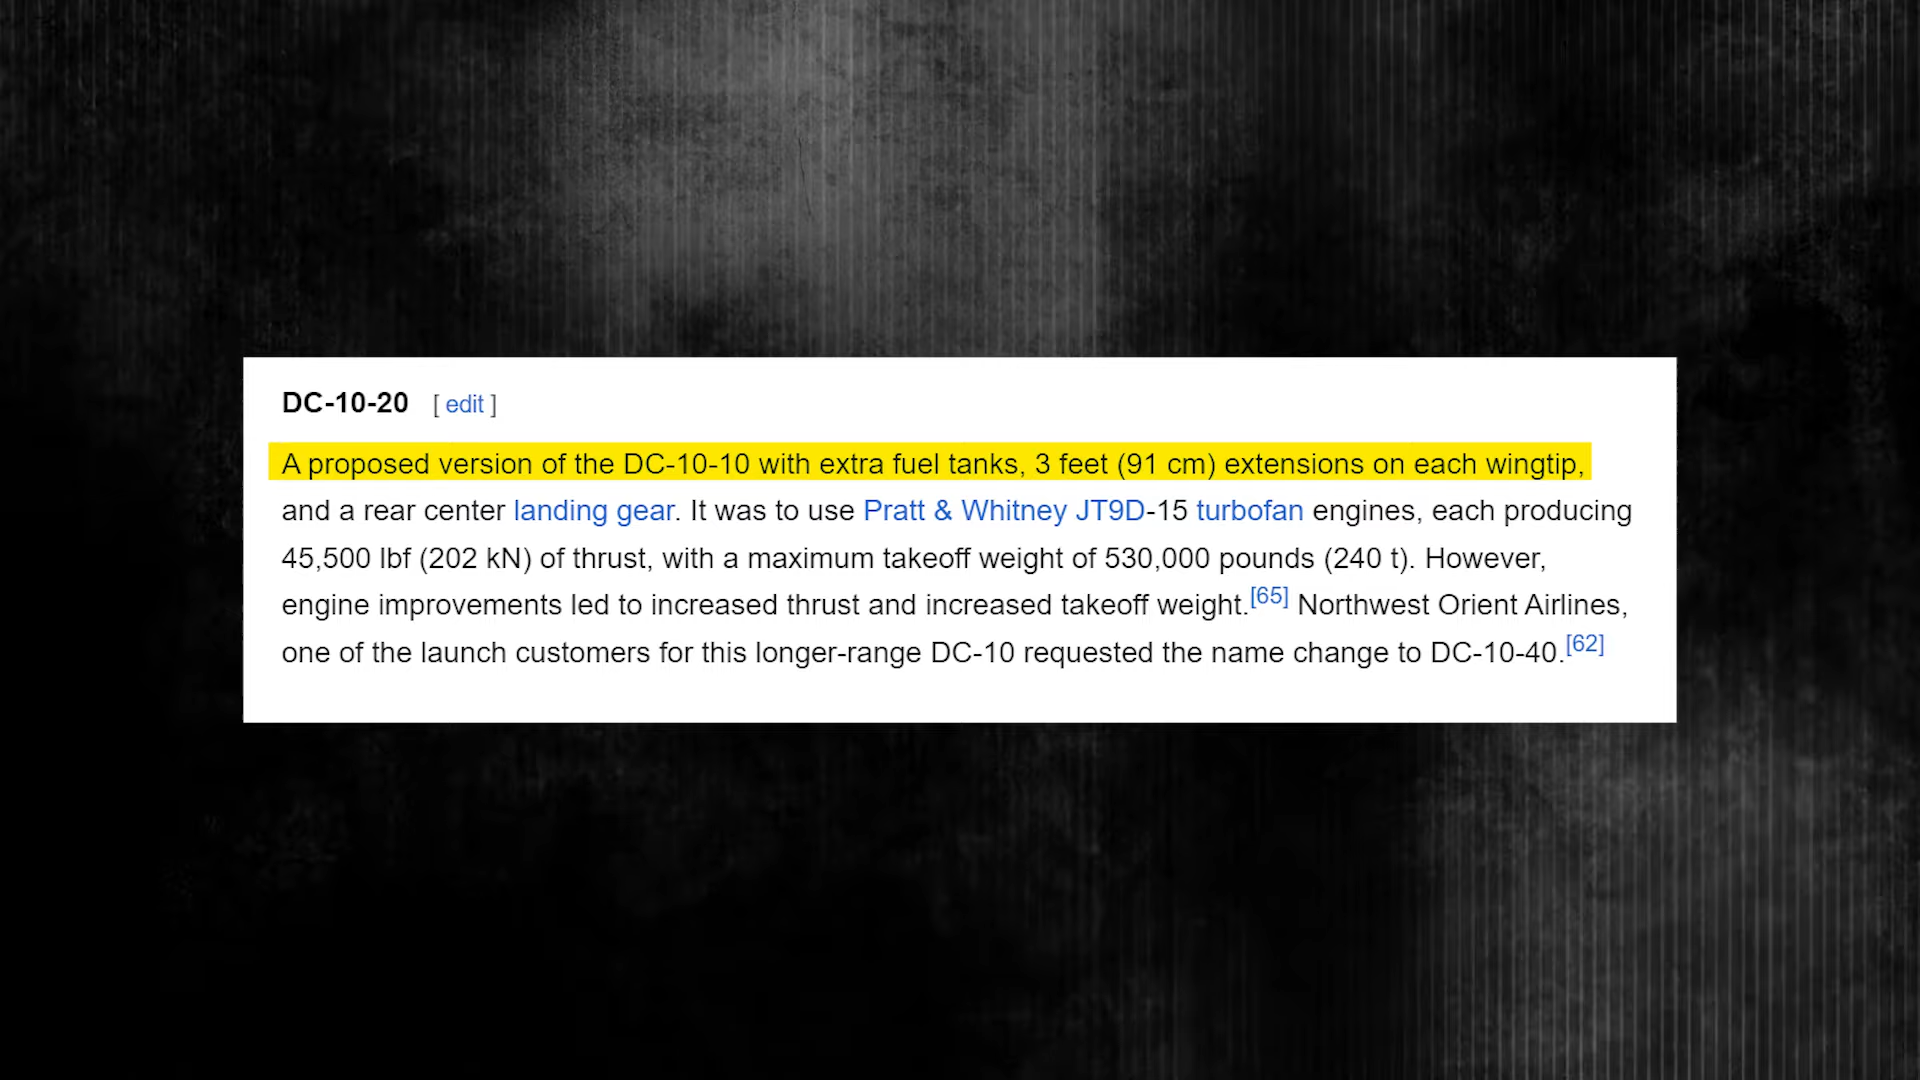 DC-10-20 [ edit ]
A proposed version of the DC-10-10 with extra fuel tanks, 3 feet (91 cm) extensions on each wingtip,
and a rear center landing gear. It was to use Pratt & Whitney JT9D-15 turbofan engines, each producing
45,500 lbf (202 kN) of thrust, with a maximum takeoff weight of 530,000 pounds (240 t). However,
engine improvements led to increased thrust and increased takeoff weight.[65] Northwest Orient Airlines,
one of the launch customers for this longer-range DC-10 requested the name change to DC-10-40.[62]